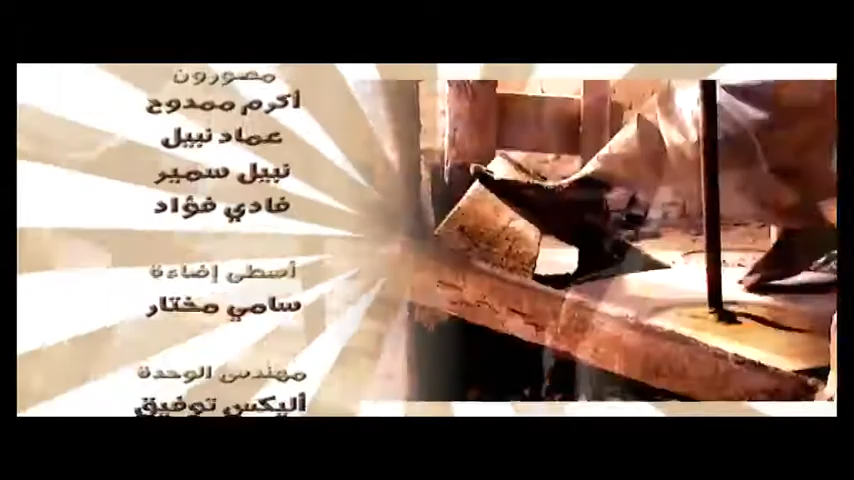 مصورون
أكرم ممدوح
عماد نبيل
نبيل سمير
فادي فؤاد
أسطى إضاءة
سامي مختار
مهندس الوحدة
أليكس توفيق